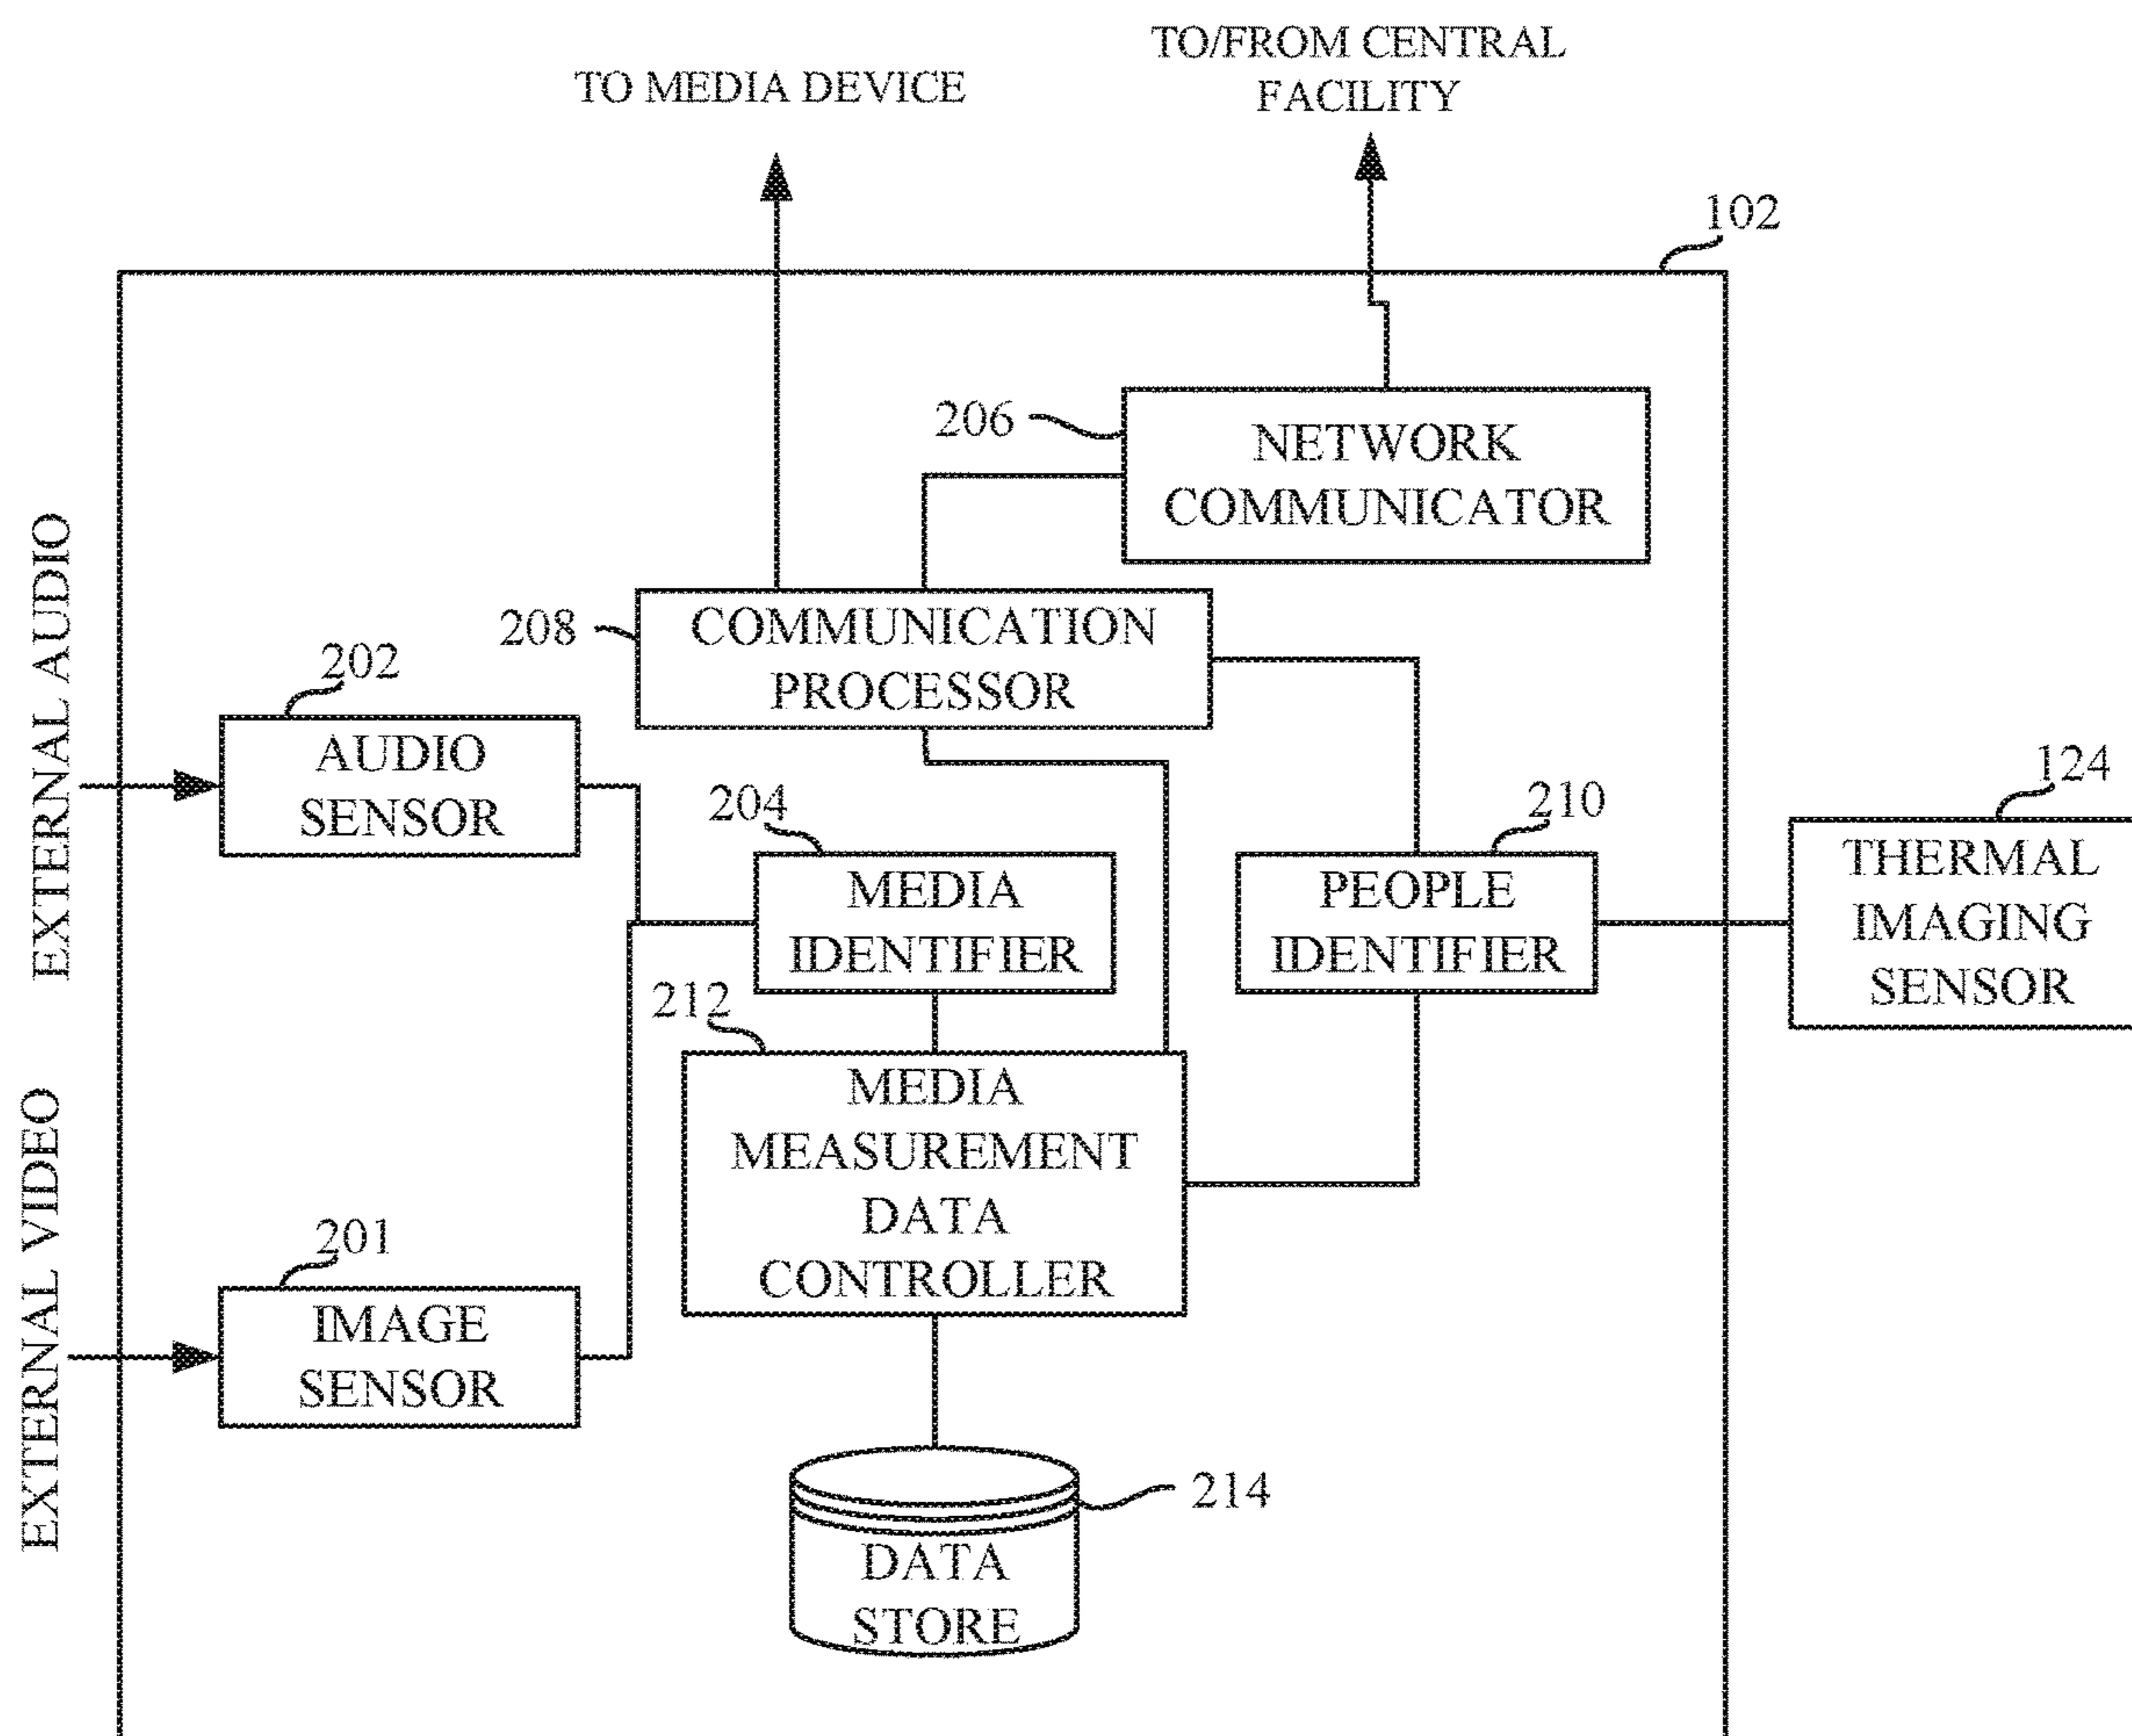 TO/FROM CENTRAL
FACILITY
TO MEDIA DEVICE
102
206
NETWORK
COMMUNICATOR
EXTERNAL AUDIO
208
COMMUNICATION
PROCESSOR
202
AUDIO
SENSOR
204
MEDIA
IDENTIFIER
210
PEOPLE
IDENTIFIER
124
THERMAL
IMAGING
SENSOR
212
MEDIA
MEASUREMENT
DATA
CONTROLLER
EXTERNAL VIDEO
201
IMAGE
SENSOR
214
DATA
STORE